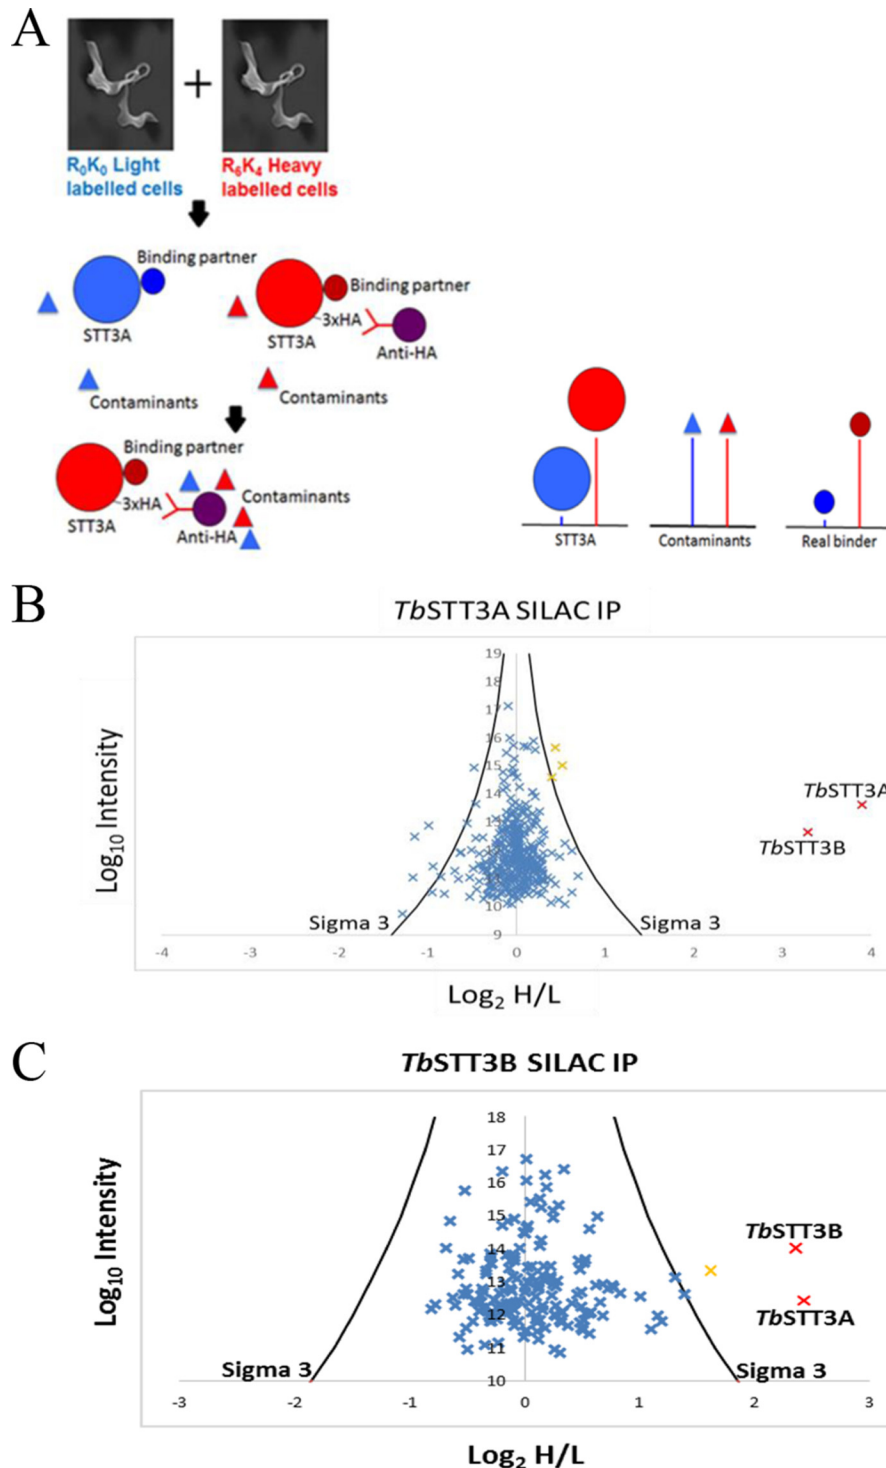 A
+
R₀K₀ Light
labelled cells
R₆K₄ Heavy
labelled cells
Binding partner
STT3A
Binding partner
3xHA
STT3A
Anti-HA
Contaminants
Contaminants
Binding partner
3xHA
STT3A
Contaminants
Anti-HA
STT3A
Contaminants
Real binder
B
TbSTT3A SILAC IP
Log₁₀ Intensity
19
18
17
16
15
14
13
12
11
10
9
TbSTT3A
TbSTT3B
Sigma 3
Sigma 3
-4
-3
-2
-1
0
1
2
3
4
Log₂ H/L
C
TbSTT3B SILAC IP
Log₁₀ Intensity
18
17
16
15
14
13
12
11
10
TbSTT3B
TbSTT3A
Sigma 3
Sigma 3
-3
-2
-1
0
1
2
3
Log₂ H/L